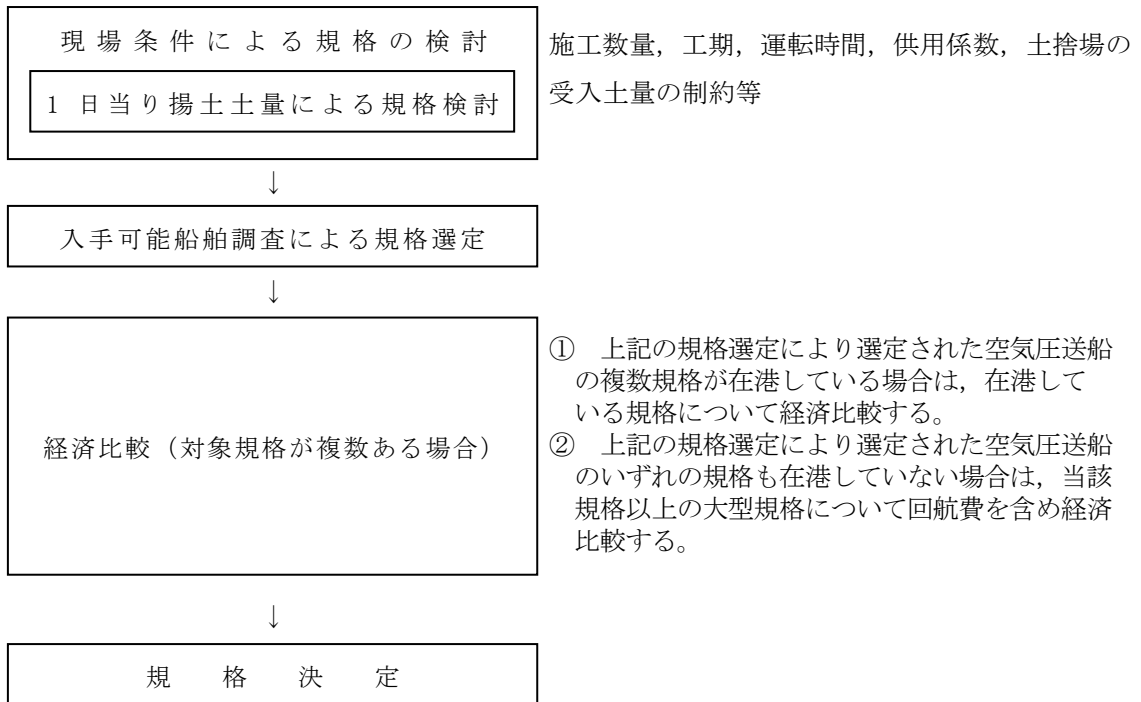 現場条件による規格の検討
施工数量，工期，運転時間，供用係数，土捨場の
1 日当り揚土土量による規格検討
受入土量の制約等
↓
入手可能船舶調査による規格選定
↓
①　上記の規格選定により選定された空気圧送船
の複数規格が在港している場合は，在港して
いる規格について経済比較する。
経済比較（対象規格が複数ある場合）
②　上記の規格選定により選定された空気圧送船
のいずれの規格も在港していない場合は，当該
規格以上の大型規格について回航費を含め経済
比較する。
↓
規　格　決　定